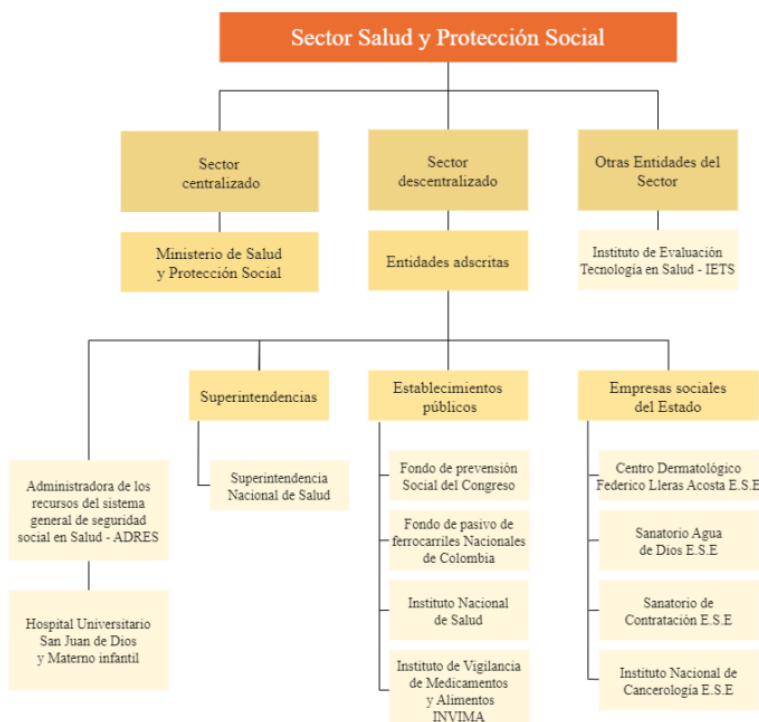 Sector Salud y Protección Social
Sector
centralizado
Sector
descentralizado
Otras Entidades del
Sector
Ministerio de Salud
y Protección Social
Entidades adscritas
Instituto de Evaluación
Tecnología en Salud - IETS
Superintendencias
Establecimientos
públicos
Empresas sociales
del Estado
Administradora de los
recursos del sistema
general de seguridad
social en Salud - ADRES
Hospital Universitario
San Juan de Dios
y Materno infantil
Superintendencia
Nacional de Salud
Fondo de prevención
Social del Congreso
Fondo de pasivo de
ferrocarriles Nacionales
de Colombia
Instituto Nacional
de Salud
Instituto de Vigilancia
de Medicamentos
y Alimentos
INVIMA
Centro Dermatológico
Federico Lleras Acosta E.S.E
Sanatorio Agua
de Dios E.S.E
Sanatorio de
Contratación E.S.E
Instituto Nacional de
Cancerología E.S.E